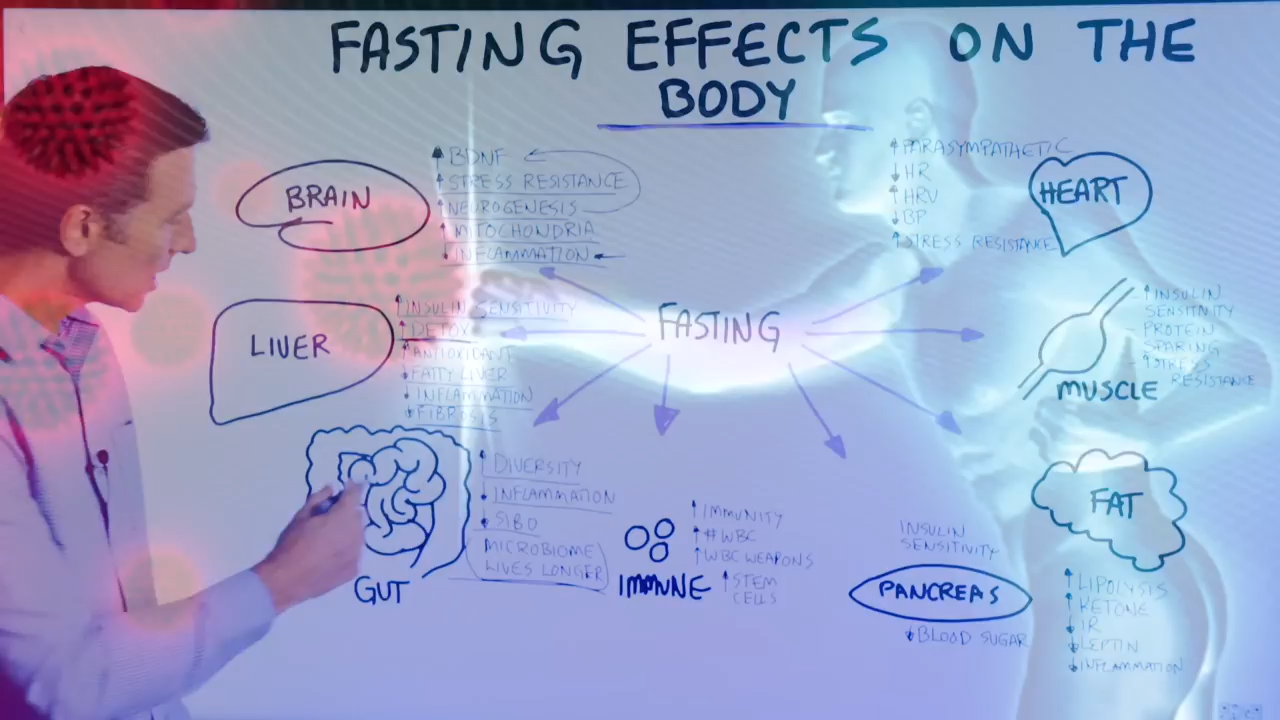 FASTING EFFECTS ON THE
BODY
BRAIN
↑ BDNF
↑ STRESS RESISTANCE
↑ NEUROGENESIS
↑ MITOCHONDRIA
↓ INFLAMMATION
↑ PARASYMPATHETIC
↓ HR
↑ HRV
↓ BP
↑ STRESS RESISTANCE
HEART
LIVER
↑ INSULIN SENSITIVITY
↑ DETOX
↑ ANTIOXIDANT
↓ FATTY LIVER
↓ INFLAMMATION
↓ FIBROSIS
FASTING
↑ INSULIN
SENSITIVITY
- PROTEIN
SPARING
↑ STRESS
RESISTANCE
MUSCLE
GUT
↑ DIVERSITY
↓ INFLAMMATION
↓ SIBO
MICROBIOME
LIVES LONGER
IMMUNE
↑ IMMUNITY
↑ # WBC
↑ WBC WEAPONS
↑ STEM
CELLS
INSULIN
SENSITIVITY
PANCREAS
↓ BLOOD SUGAR
FAT
↑ LIPOLYSIS
↑ KETONE
↓ IR
↓ LEPTIN
↓ INFLAMMATION